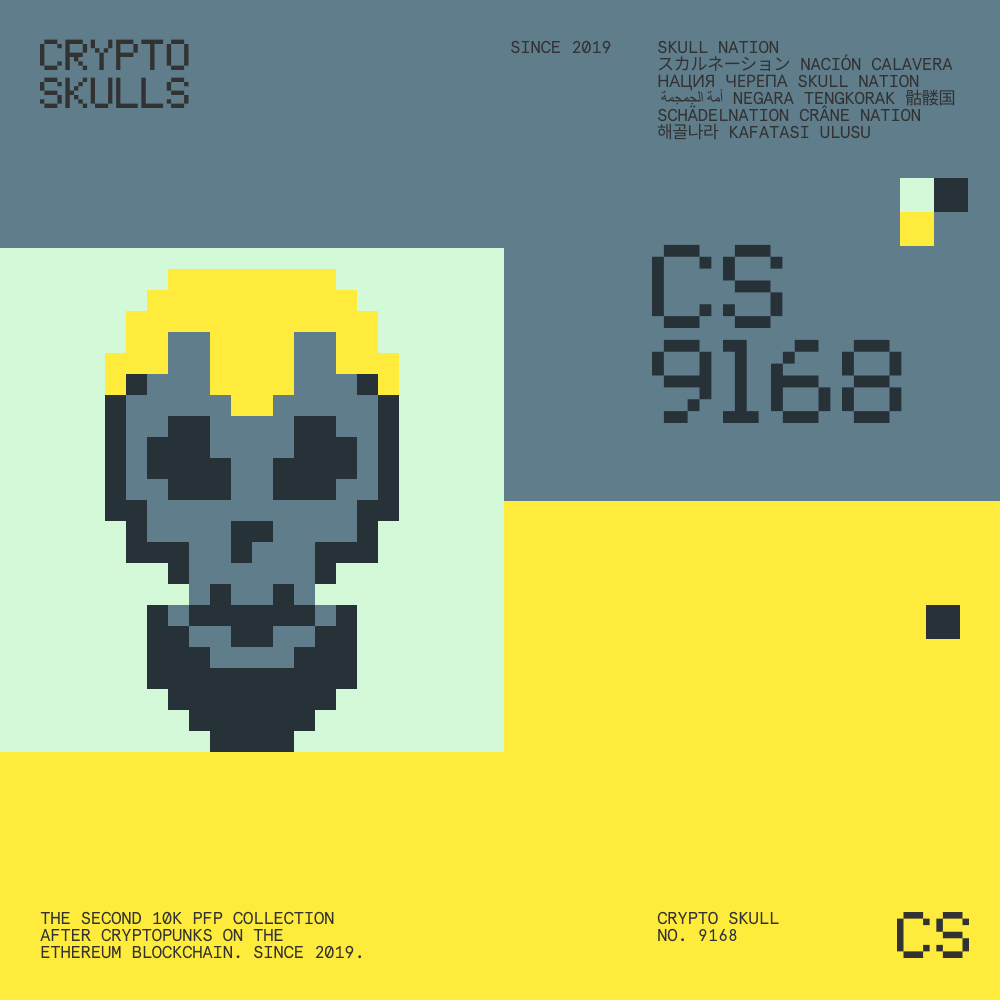 CRYPTO
SKULLS
SINCE 2019
SKULL NATION
スカルネーション NACIÓN CALAVERA
НАЦИЯ ЧЕРЕПА SKULL NATION
أمة الجمجمة NEGARA TENGKORAK 骷髅国
SCHÄDELNATION CRÂNE NATION
해골나라 KAFATASI ULUSU
CS
9168
THE SECOND 10K PFP COLLECTION
AFTER CRYPTOPUNKS ON THE
ETHEREUM BLOCKCHAIN. SINCE 2019.
CRYPTO SKULL
NO. 9168
CS